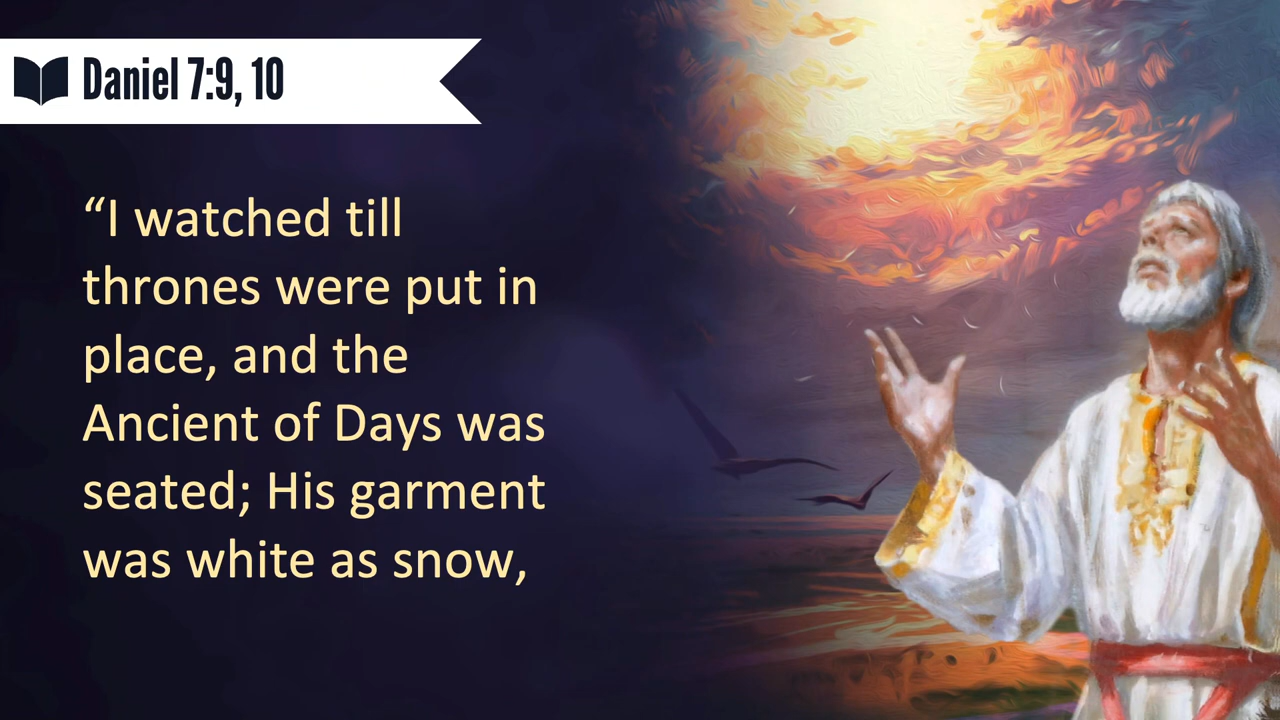 Daniel 7:9, 10
“I watched till
thrones were put in
place, and the
Ancient of Days was
seated; His garment
was white as snow,